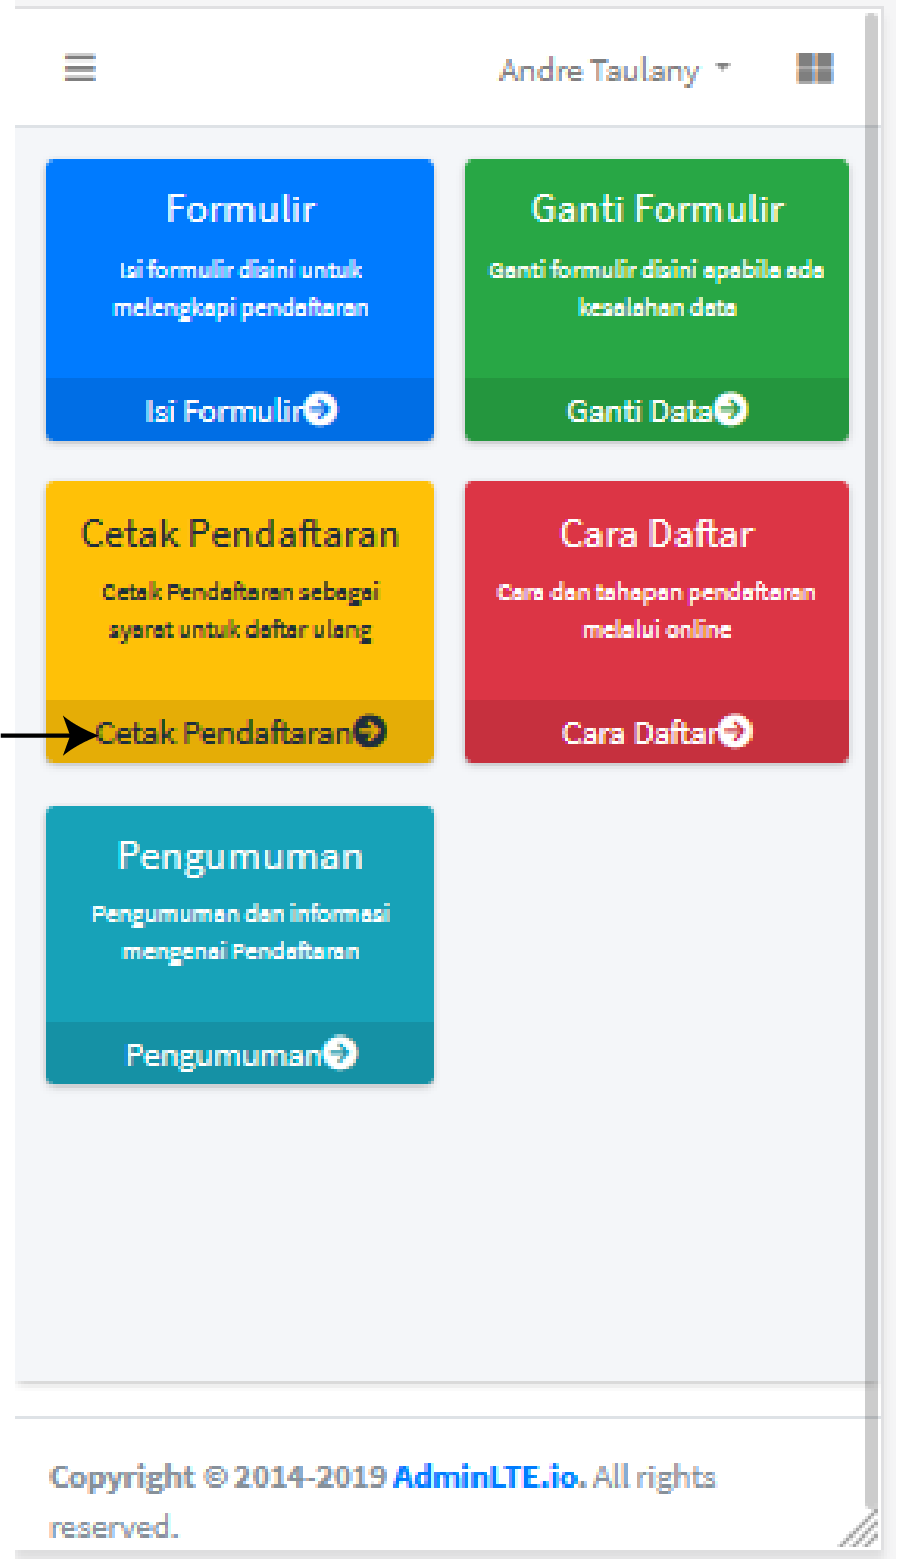 Andre Taulany
Formulir
Isi formulir disini untuk
melengkapi pendaftaran
Isi Formulir
Ganti Formulir
Ganti formulir disini apabila ada
kesalahan data
Ganti Data
Cetak Pendaftaran
Cetak Pendaftaran sebagai
syarat untuk daftar ulang
Cetak Pendaftaran
Cara Daftar
Cara dan tahapan pendaftaran
melalui online
Cara Daftar
Pengumuman
Pengumuman dan informasi
mengenai Pendaftaran
Pengumuman
Copyright © 2014-2019 AdminLTE.io. All rights
reserved.